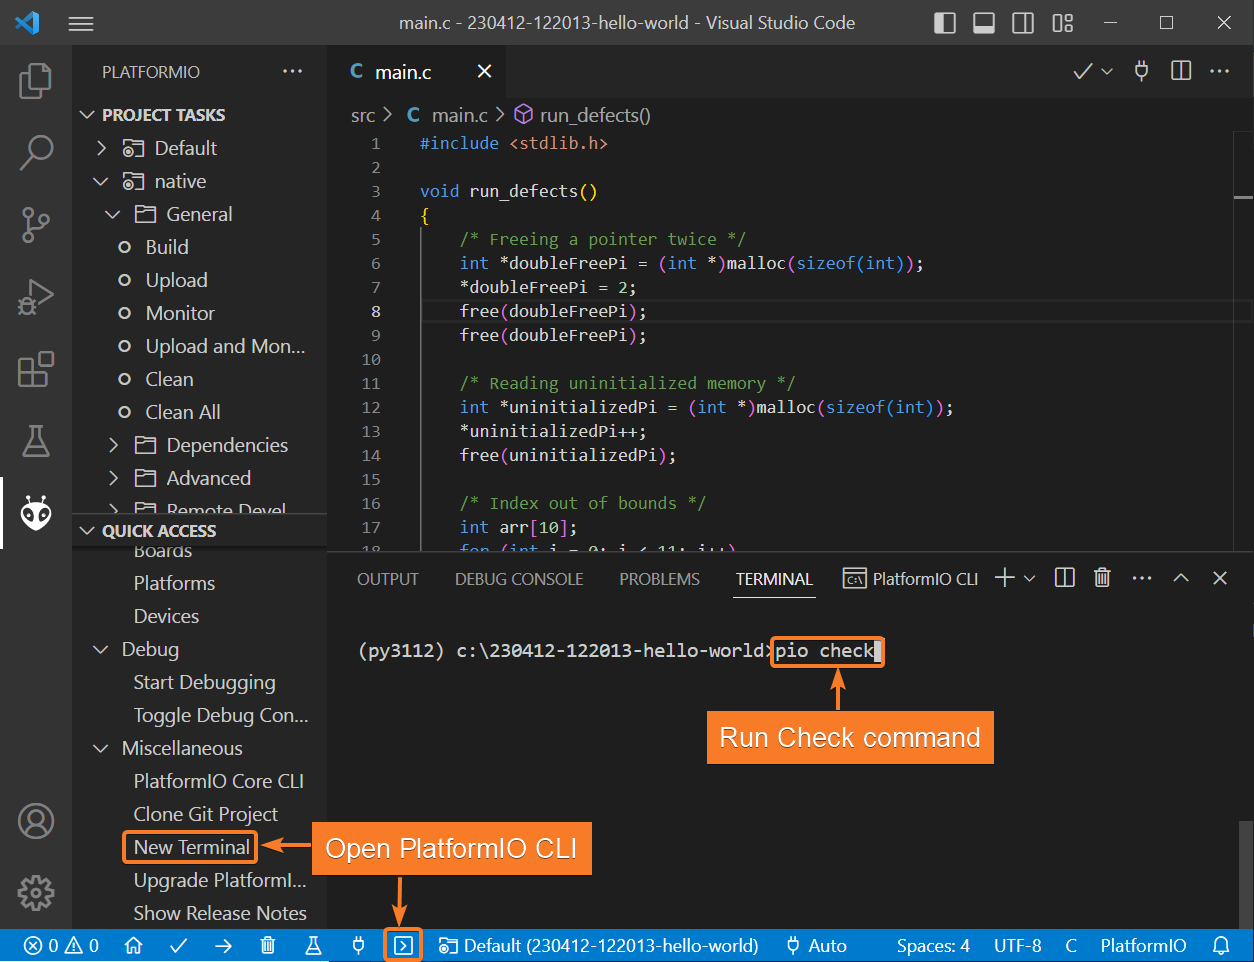 main.c - 230412-122013-hello-world - Visual Studio Code
PLATFORMIO
PROJECT TASKS
Default
native
General
Build
Upload
Monitor
Upload and Mon...
Clean
Clean All
Dependencies
Advanced
Remote Devel
QUICK ACCESS
Boards
Platforms
Devices
Debug
Start Debugging
Toggle Debug Con...
Miscellaneous
PlatformIO Core CLI
Clone Git Project
New Terminal
Upgrade PlatformI...
Show Release Notes
C main.c
src > C main.c > run_defects()
1 #include <stdlib.h>
2
3 void run_defects()
4 {
5 /* Freeing a pointer twice */
6 int *doubleFreePi = (int *)malloc(sizeof(int));
7 *doubleFreePi = 2;
8 free(doubleFreePi);
9 free(doubleFreePi);
10
11 /* Reading uninitialized memory */
12 int *uninitializedPi = (int *)malloc(sizeof(int));
13 *uninitializedPi++;
14 free(uninitializedPi);
15
16 /* Index out of bounds */
17 int arr[10];
18 for (int i = 0; i < 11; i++)
OUTPUT DEBUG CONSOLE PROBLEMS TERMINAL PlatformIO CLI
(py3112) c:\230412-122013-hello-world>pio check
Run Check command
Open PlatformIO CLI
0 0 Default (230412-122013-hello-world) Auto Spaces: 4 UTF-8 C PlatformIO